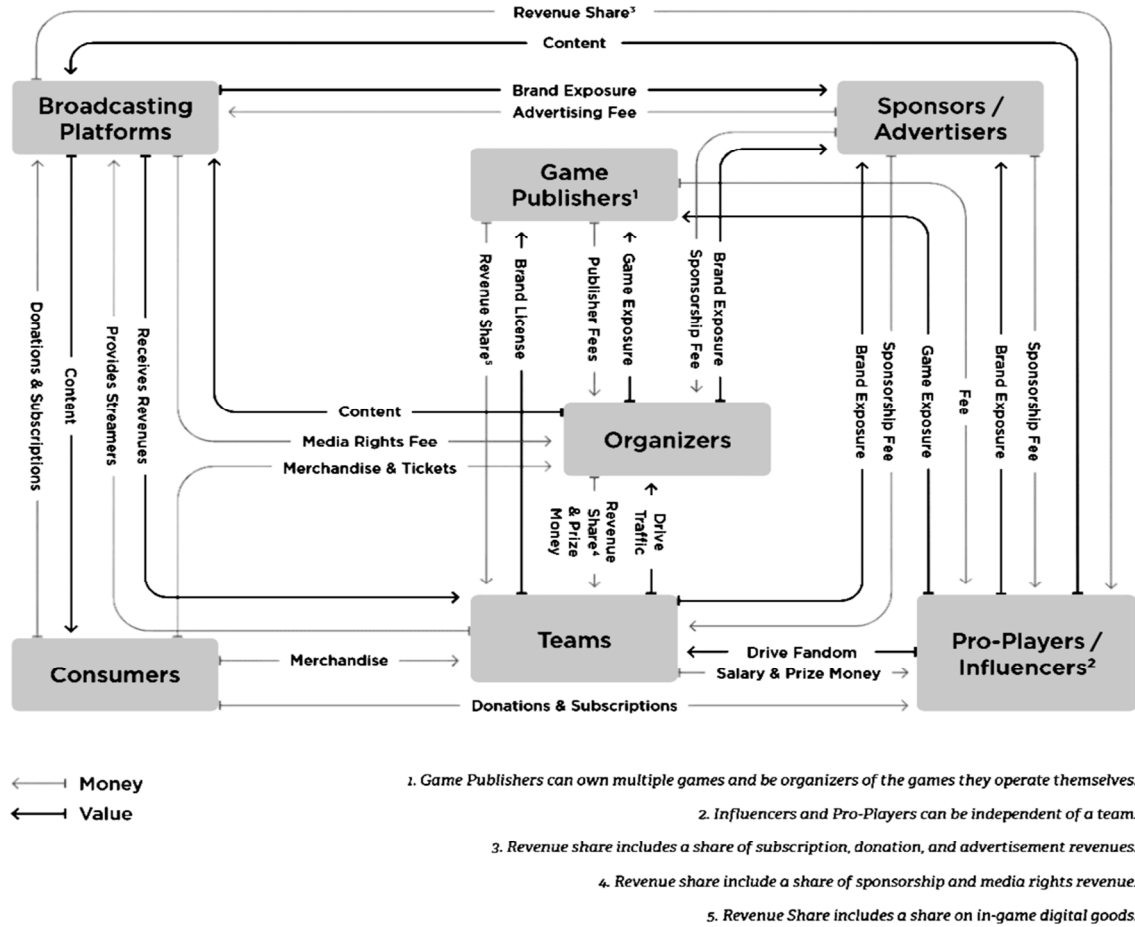 Revenue Share³
Content
Broadcasting
Platforms
Brand Exposure
Advertising Fee
Sponsors /
Advertisers
Game
Publishers¹
Revenue Share⁵
Brand License
Publisher Fees
Game Exposure
Sponsorship Fee
Brand Exposure
Donations & Subscriptions
Content
Provides Streamers
Receives Revenues
Brand Exposure
Sponsorship Fee
Game Exposure
Fee
Brand Exposure
Sponsorship Fee
Content
Media Rights Fee
Merchandise & Tickets
Organizers
Revenue
Share⁴
& Prize
Money
Drive
Traffic
Consumers
Merchandise
Teams
Drive Fandom
Salary & Prize Money
Pro-Players /
Influencers²
Donations & Subscriptions
Money
Value
1. Game Publishers can own multiple games and be organizers of the games they operate themselves.
2. Influencers and Pro-Players can be independent of a team.
3. Revenue share includes a share of subscription, donation, and advertisement revenues.
4. Revenue share include a share of sponsorship and media rights revenue.
5. Revenue Share includes a share on in-game digital goods.